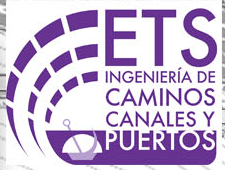 ETS
INGENIERÍA DE
CAMINOS
CANALES Y
PUERTOS